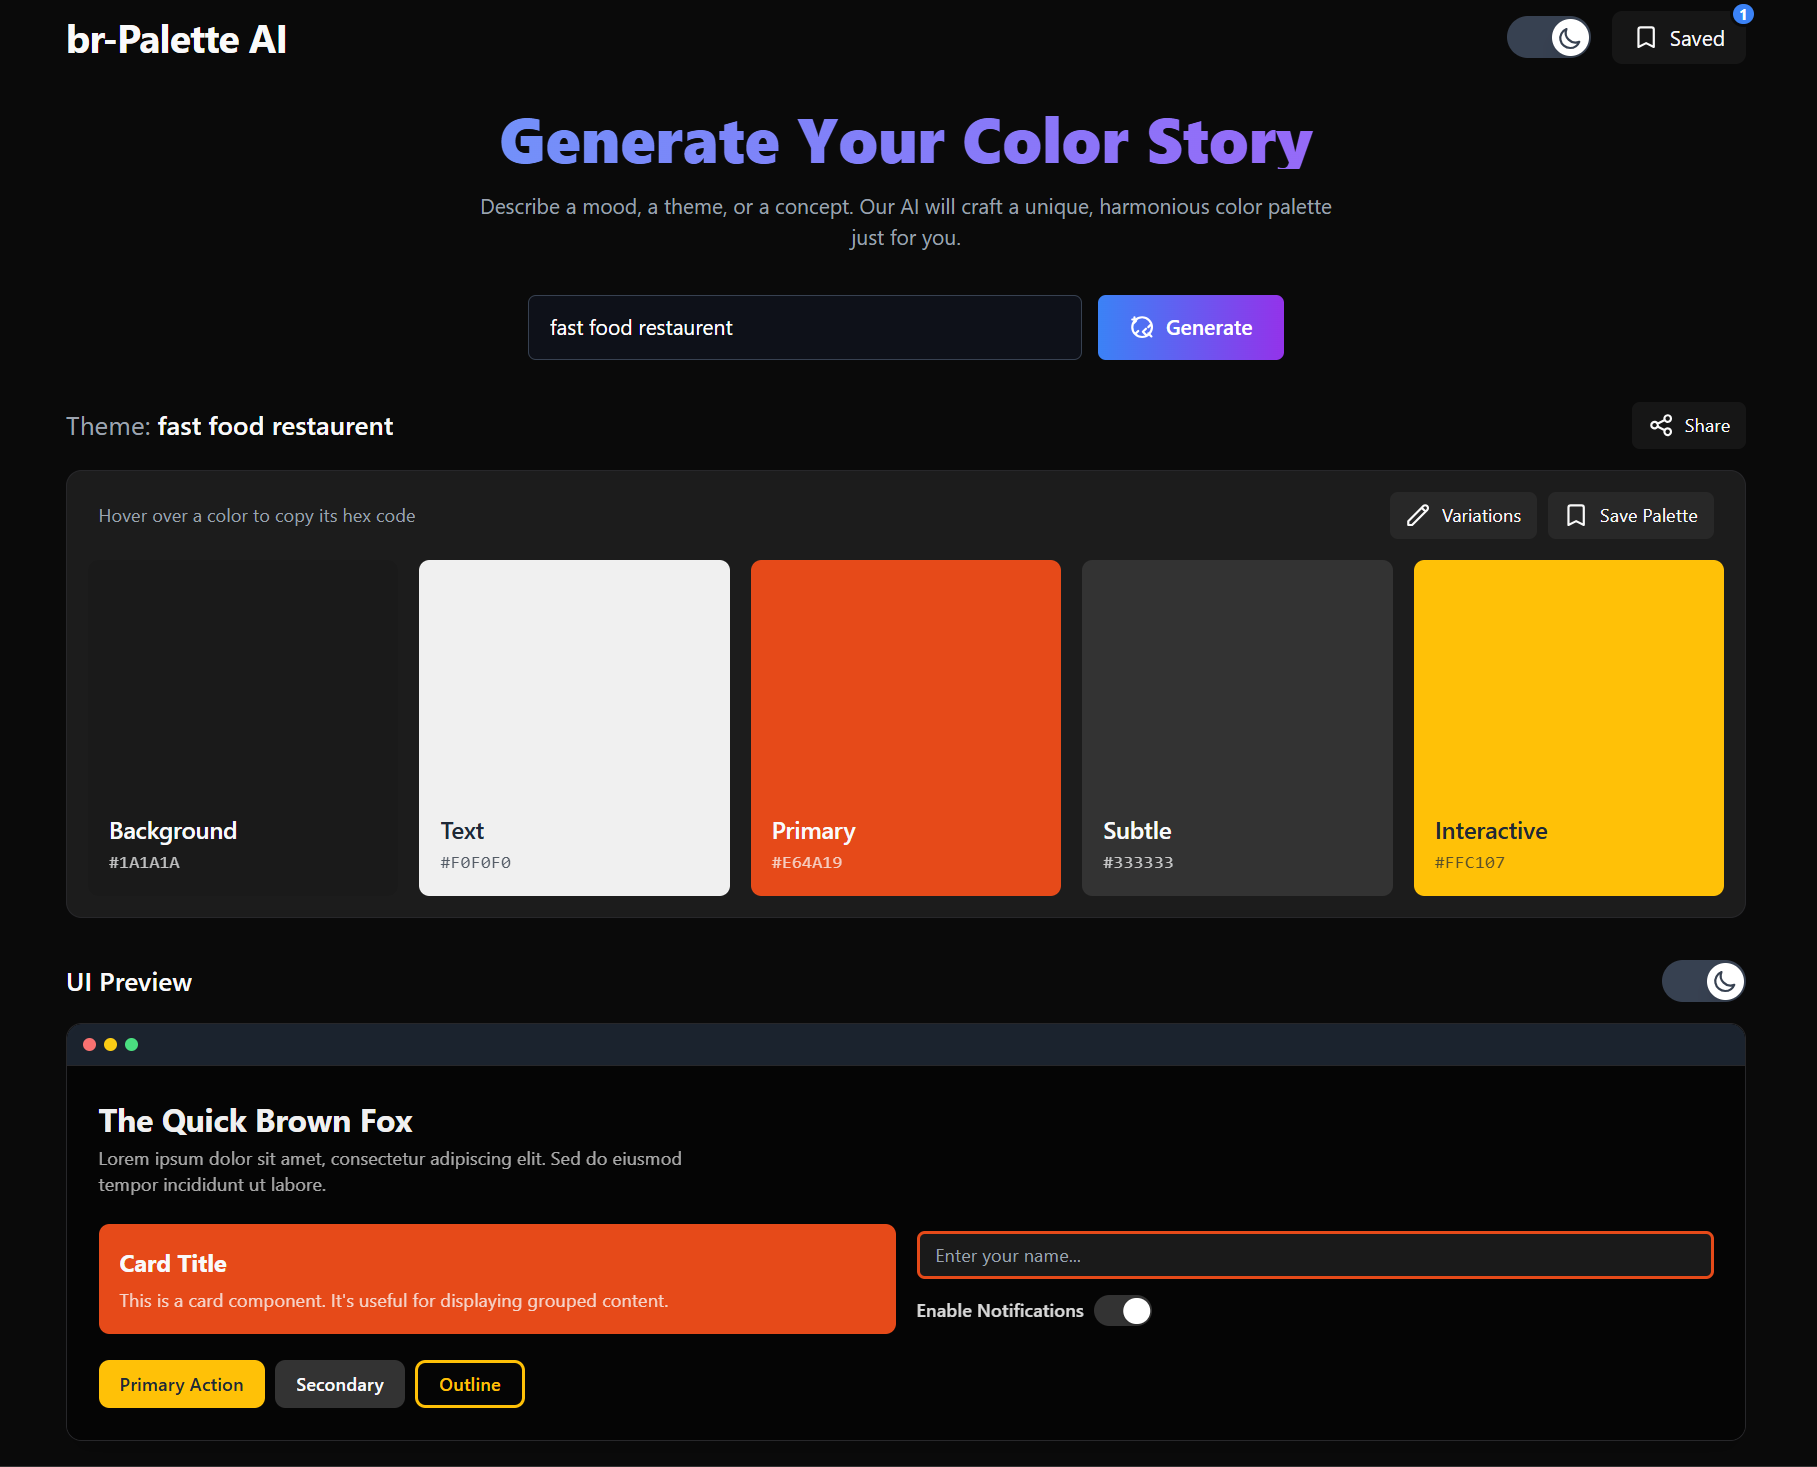 br-Palette AI
Saved
1
Generate Your Color Story
Describe a mood, a theme, or a concept. Our AI will craft a unique, harmonious color palette
just for you.
fast food restaurent
Generate
Theme: fast food restaurent
Share
Hover over a color to copy its hex code
Variations
Save Palette
Background
#1A1A1A
Text
#F0F0F0
Primary
#E64A19
Subtle
#333333
Interactive
#FFC107
UI Preview
The Quick Brown Fox
Lorem ipsum dolor sit amet, consectetur adipiscing elit. Sed do eiusmod
tempor incididunt ut labore.
Card Title
This is a card component. It's useful for displaying grouped content.
Enter your name...
Enable Notifications
Primary Action
Secondary
Outline